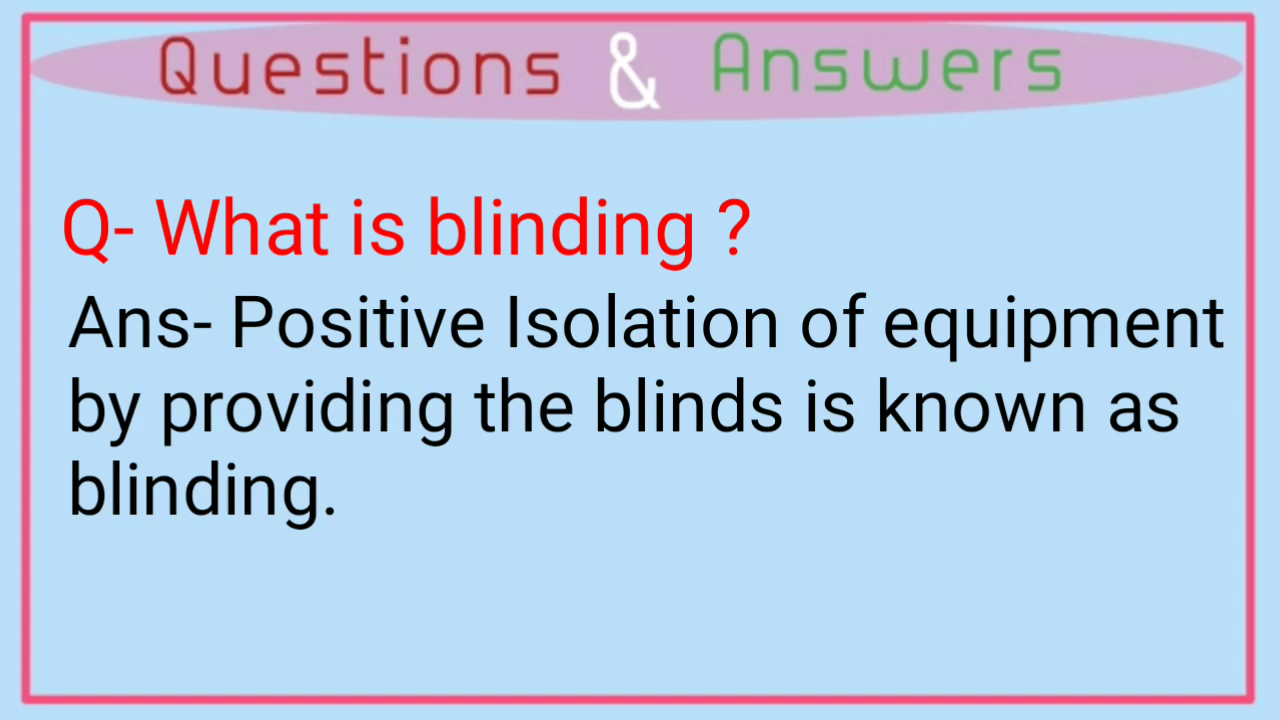 Questions & Answers
Q- What is blinding ?
Ans- Positive Isolation of equipment
by providing the blinds is known as
blinding.